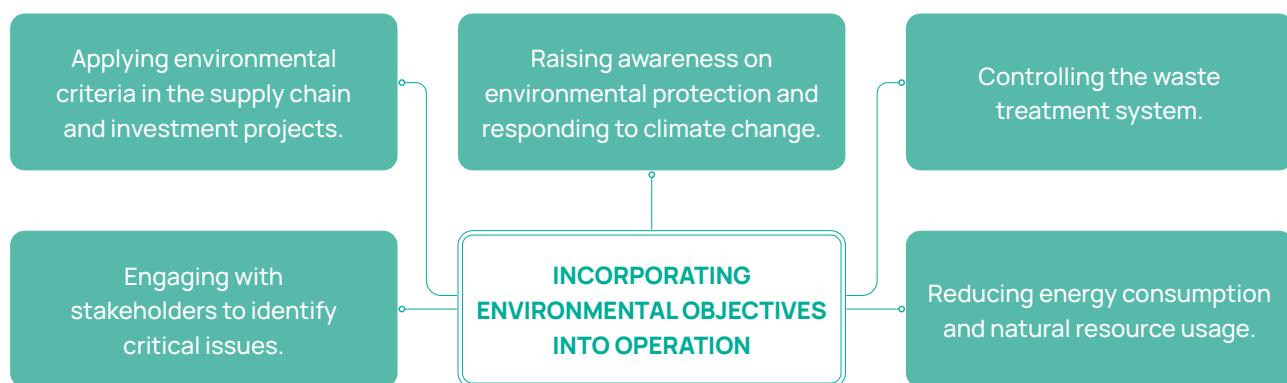 Applying environmental
criteria in the supply chain
and investment projects.
Raising awareness on
environmental protection and
responding to climate change.
Controlling the waste
treatment system.
Engaging with
stakeholders to identify
critical issues.
INCORPORATING
ENVIRONMENTAL OBJECTIVES
INTO OPERATION
Reducing energy consumption
and natural resource usage.